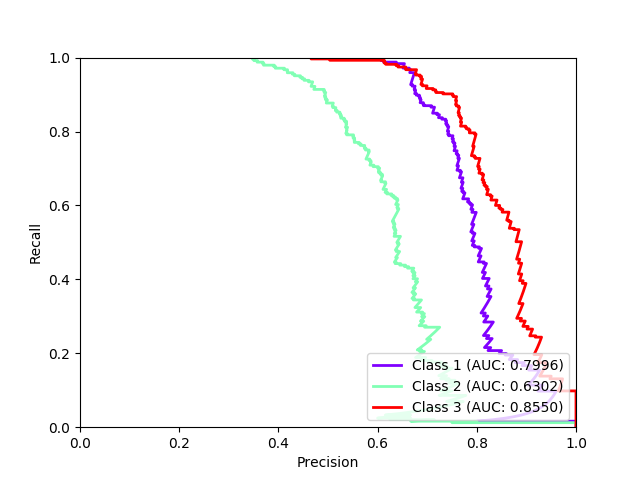 1.0
0.8
0.6
0.4
0.2
0.0
Recall
Class 1 (AUC: 0.7996)
Class 2 (AUC: 0.6302)
Class 3 (AUC: 0.8550)
0.0 0.2 0.4 0.6 0.8 1.0
Precision